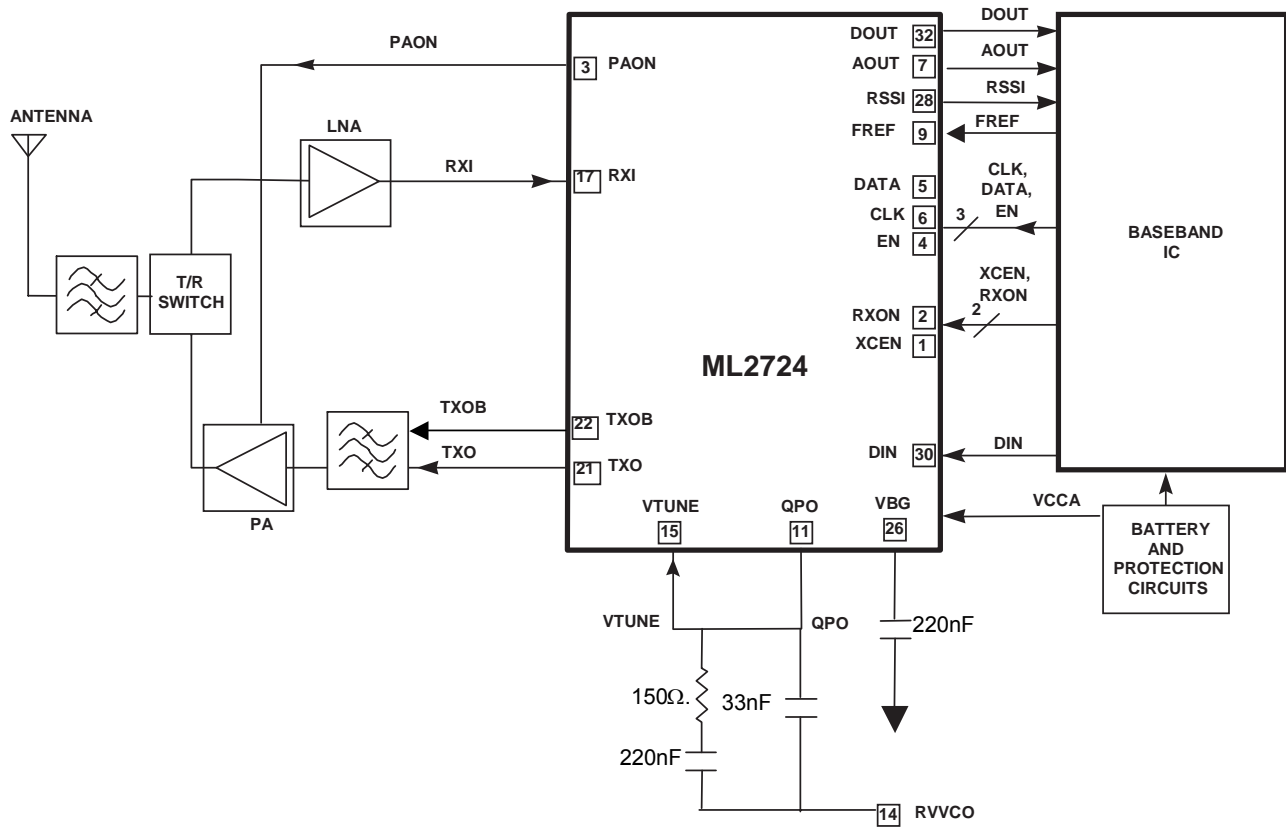 DOUT
DOUT 32
AOUT
PAON
AOUT 7
RSSI
3 PAON
RSSI 28
FREF
FREF 9
ANTENNA
LNA
RXI
17 RXI
DATA 5
CLK 6
EN 4
3
CLK,
DATA,
EN
BASEBAND
IC
T/R
SWITCH
XCEN,
RXON
2
RXON 2
XCEN 1
ML2724
TXOB
22 TXOB
TXO
21 TXO
DIN 30
DIN
PA
VTUNE
15
QPO
11
VBG
26
VCCA
BATTERY
AND
PROTECTION
CIRCUITS
VTUNE
QPO
220nF
150Ω.
33nF
220nF
14 RVVCO